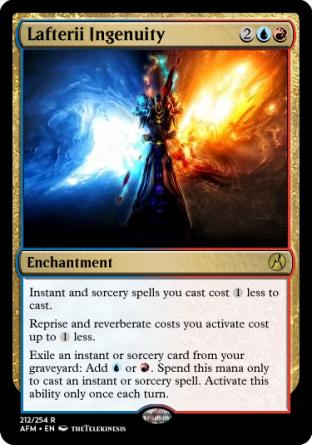 Lafterii Ingenuity 2
Enchantment
Instant and sorcery spells you cast cost 1 less to
cast.
Reprise and reverberate costs you activate cost
up to 1 less.
Exile an instant or sorcery card from your
graveyard: Add or . Spend this mana only
to cast an instant or sorcery spell. Activate this
ability only once each turn.
212/254 R
AFM • EN theTelekinesis